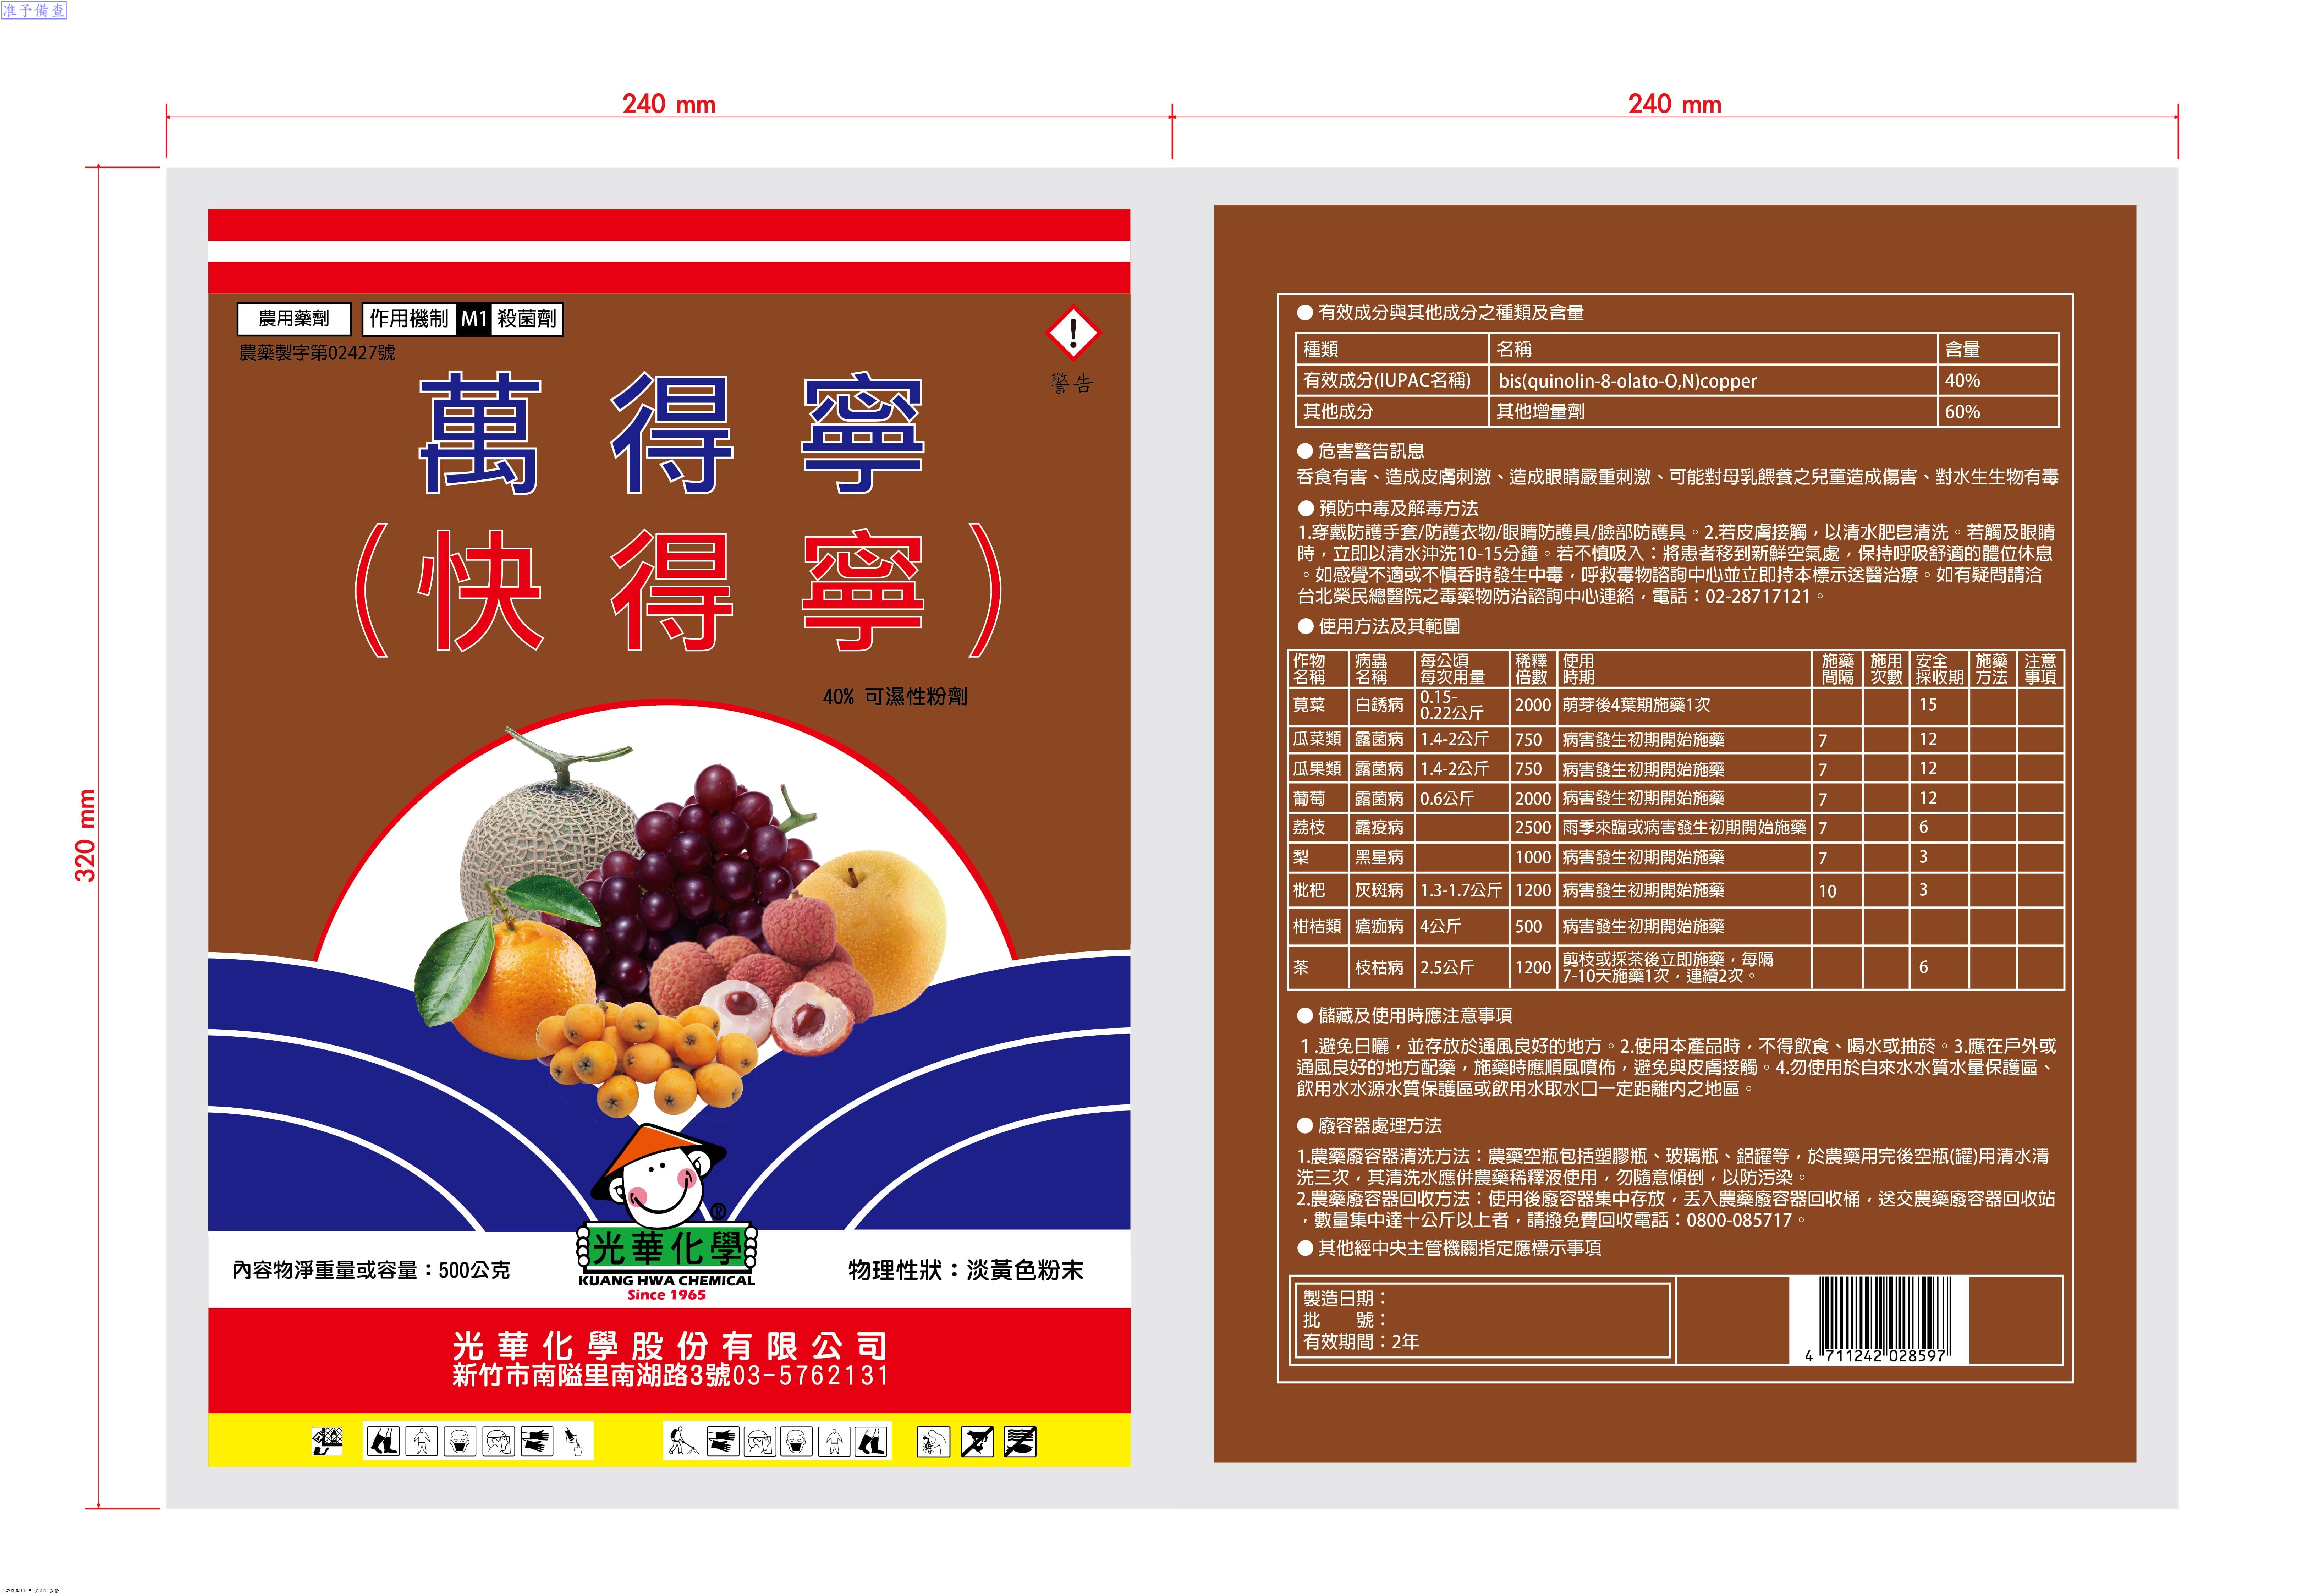 准予備查
240 mm
240 mm
320 mm
農用藥劑
作用機制 M1 殺菌劑
農藥製字第02427號
警告
萬得寧
(快得寧)
40% 可濕性粉劑
®
光華化學
KUANG HWA CHEMICAL
Since 1965
內容物淨重量或容量：500公克
物理性狀：淡黃色粉末
光華化學股份有限公司
新竹市南隘里南湖路3號03-5762131
● 有效成分與其他成分之種類及含量
種類 名稱 含量
有效成分(IUPAC名稱) bis(quinolin-8-olato-O,N)copper 40%
其他成分 其他增量劑 60%
● 危害警告訊息
吞食有害、造成皮膚刺激、造成眼睛嚴重刺激、可能對母乳餵養之兒童造成傷害、對水生生物有毒
● 預防中毒及解毒方法
1.穿戴防護手套/防護衣物/眼睛防護具/臉部防護具。2.若皮膚接觸，以清水肥皂清洗。若觸及眼睛
時，立即以清水沖洗10-15分鐘。若不慎吸入：將患者移到新鮮空氣處，保持呼吸舒適的體位休息
。如感覺不適或不慎吞時發生中毒，呼救毒物諮詢中心並立即持本標示送醫治療。如有疑問請洽
台北榮民總醫院之毒藥物防治諮詢中心連絡，電話：02-28717121。
● 使用方法及其範圍
作物名稱 病蟲名稱 每公頃每次用量 稀釋倍數 使用時期 施藥間隔 施用次數 安全採收期 施藥方法 注意事項
莧菜 白銹病 0.15-0.22公斤 2000 萌芽後4葉期施藥1次 15
瓜菜類 露菌病 1.4-2公斤 750 病害發生初期開始施藥 7 12
瓜果類 露菌病 1.4-2公斤 750 病害發生初期開始施藥 7 12
葡萄 露菌病 0.6公斤 2000 病害發生初期開始施藥 7 12
荔枝 露疫病 2500 雨季來臨或病害發生初期開始施藥 7 6
梨 黑星病 1000 病害發生初期開始施藥 7 3
枇杷 灰斑病 1.3-1.7公斤 1200 病害發生初期開始施藥 10 3
柑桔類 瘡痂病 4公斤 500 病害發生初期開始施藥
茶 枝枯病 2.5公斤 1200 剪枝或採茶後立即施藥，每隔7-10天施藥1次，連續2次。 6
● 儲藏及使用時應注意事項
1.避免日曬，並存放於通風良好的地方。2.使用本產品時，不得飲食、喝水或抽菸。3.應在戶外或
通風良好的地方配藥，施藥時應順風噴佈，避免與皮膚接觸。4.勿使用於自來水水質水量保護區、
飲用水水源水質保護區或飲用水取水口一定距離內之地區。
● 廢容器處理方法
1.農藥廢容器清洗方法：農藥空瓶包括塑膠瓶、玻璃瓶、鋁罐等，於農藥用完後空瓶(罐)用清水清
洗三次，其清洗水應併農藥稀釋液使用，勿隨意傾倒，以防污染。
2.農藥廢容器回收方法：使用後廢容器集中存放，丟入農藥廢容器回收桶，送交農藥廢容器回收站
，數量集中達十公斤以上者，請撥免費回收電話：0800-085717。
● 其他經中央主管機關指定應標示事項
製造日期：
批 號：
有效期間：2年
4 711242 028597